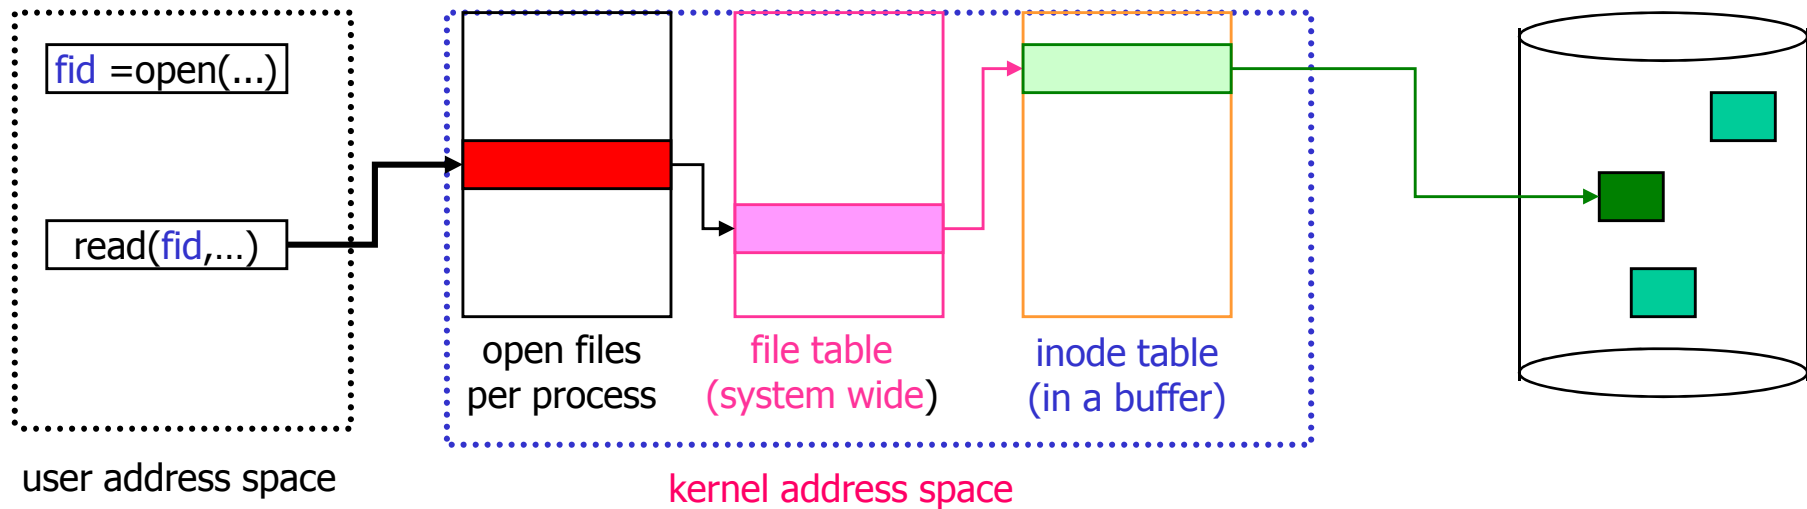 fid =open(...)
read(fid,...)
open files
per process
file table
(system wide)
inode table
(in a buffer)
user address space
kernel address space